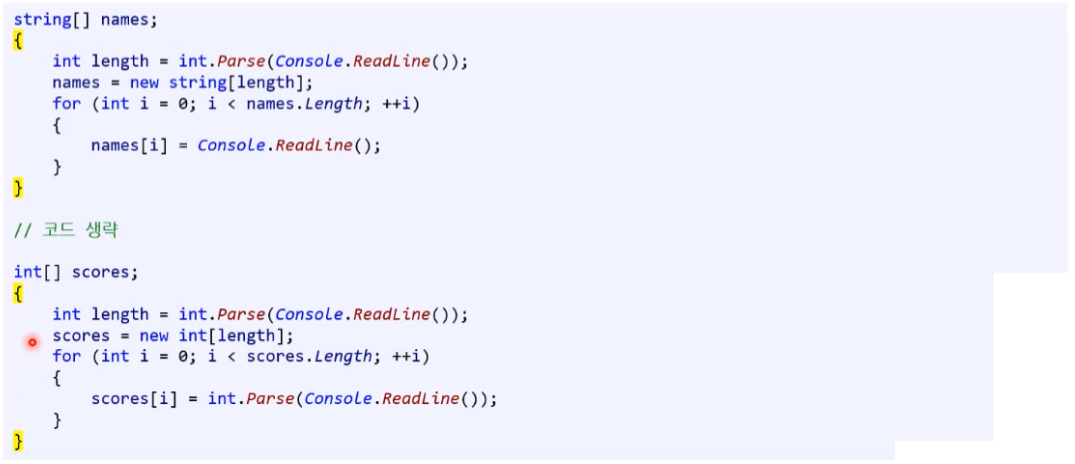 string[] names;
{
    int length = int.Parse(Console.ReadLine());
    names = new string[length];
    for (int i = 0; i < names.Length; ++i)
    {
        names[i] = Console.ReadLine();
    }
}
// 코드 생략
int[] scores;
{
    int length = int.Parse(Console.ReadLine());
    scores = new int[length];
    for (int i = 0; i < scores.Length; ++i)
    {
        scores[i] = int.Parse(Console.ReadLine());
    }
}